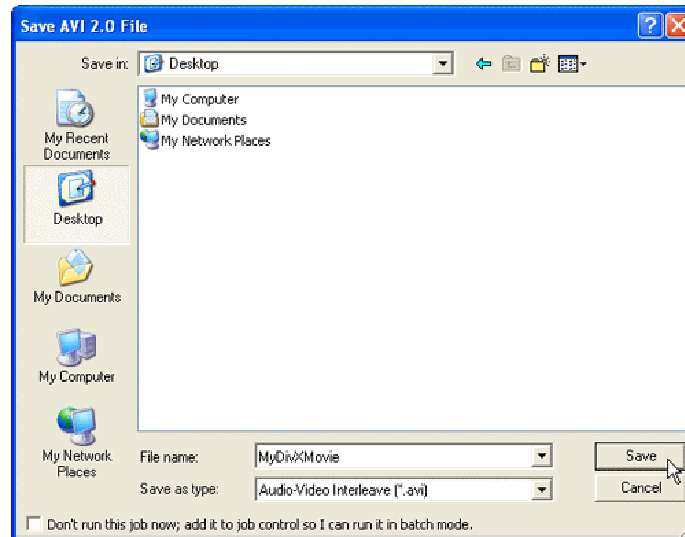 Save AVI 2.0 File
Save in:
Desktop
My Recent
Documents
Desktop
My Documents
My Computer
My Network
Places
My Computer
My Documents
My Network Places
File name:
MyDivXMovie
Save
Save as type:
Audio-Video Interleave (*.avi)
Cancel
Don't run this job now; add it to job control so I can run it in batch mode.